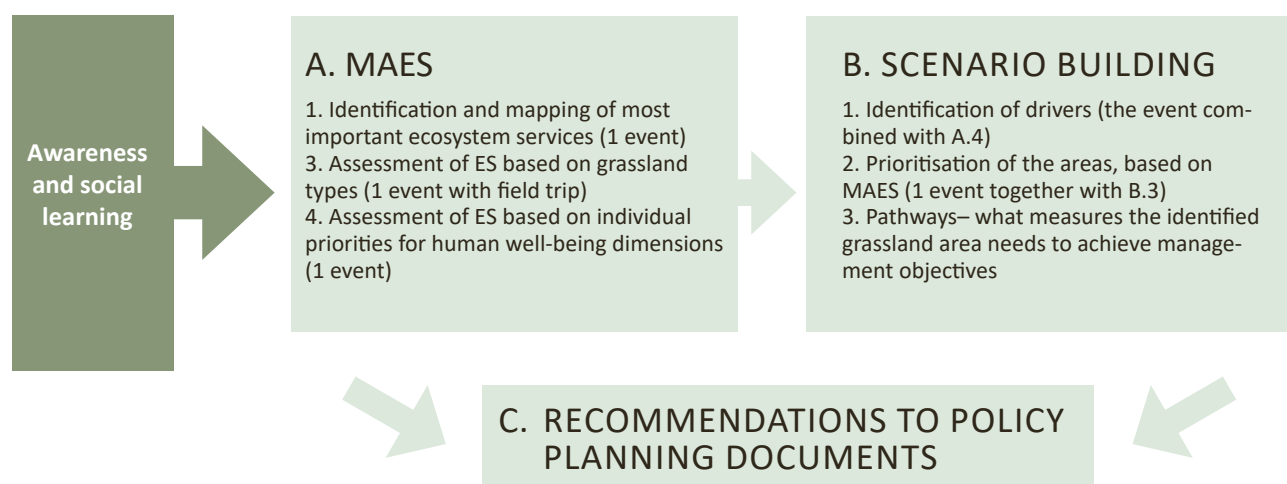 Awareness
and social
learning
A. MAES
1. Identification and mapping of most
important ecosystem services (1 event)
3. Assessment of ES based on grassland
types (1 event with field trip)
4. Assessment of ES based on individual
priorities for human well-being dimensions
(1 event)
B. SCENARIO BUILDING
1. Identification of drivers (the event com-
bined with A.4)
2. Prioritisation of the areas, based on
MAES (1 event together with B.3)
3. Pathways– what measures the identified
grassland area needs to achieve manage-
ment objectives
C. RECOMMENDATIONS TO POLICY
PLANNING DOCUMENTS